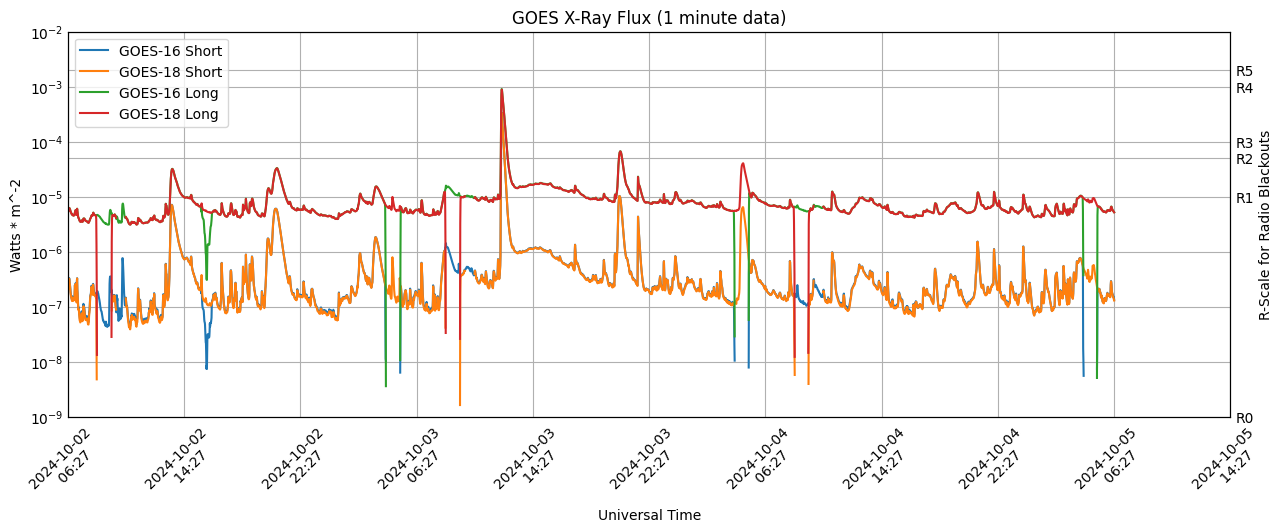 GOES X-Ray Flux (1 minute data)
GOES-16 Short
GOES-18 Short
GOES-16 Long
GOES-18 Long
Watts * m^-2
10⁻²
10⁻³
10⁻⁴
10⁻⁵
10⁻⁶
10⁻⁷
10⁻⁸
10⁻⁹
R5
R4
R3
R2
R1
R0
R-Scale for Radio Blackouts
2024-10-02
06:27
2024-10-02
14:27
2024-10-02
22:27
2024-10-03
06:27
2024-10-03
14:27
2024-10-03
22:27
2024-10-04
06:27
2024-10-04
14:27
2024-10-04
22:27
2024-10-05
06:27
2024-10-05
14:27
Universal Time